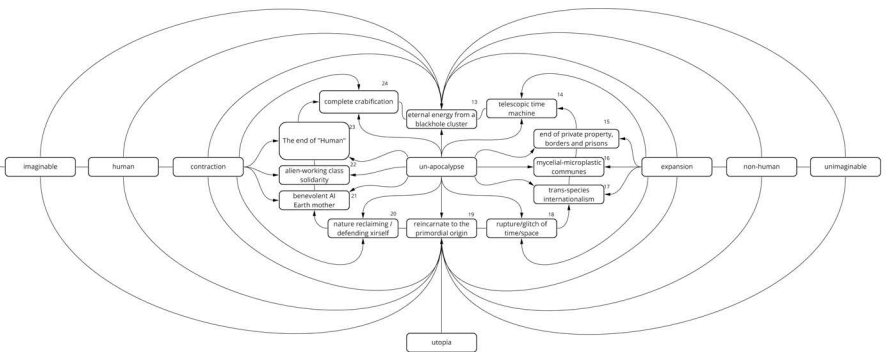 24
complete crabification
13
eternal energy from a
blackhole cluster
14
telescopic time
machine
23
The end of "Human"
15
end of private property,
borders and prisons
imaginable
human
contraction
22
alien-working class
solidarity
un-apocalypse
16
mycelial-microplastic
communes
expansion
non-human
unimaginable
21
benevolent AI
Earth mother
17
trans-species
internationalism
20
nature reclaiming /
defending xirself
19
reincarnate to the
primordial origin
18
rupture/glitch of
time/space
utopia